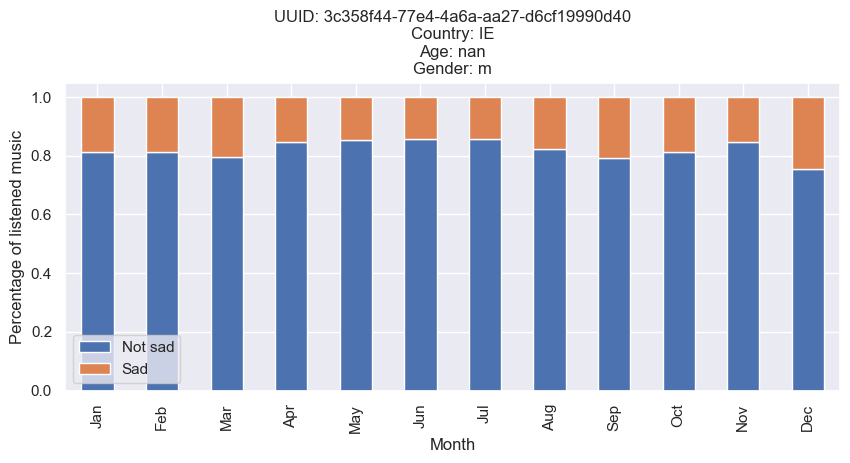 UUID: 3c358f44-77e4-4a6a-aa27-d6cf19990d40
Country: IE
Age: nan
Gender: m
Percentage of listened music
1.0
0.8
0.6
0.4
0.2
0.0
Not sad
Sad
Jan Feb Mar Apr May Jun Jul Aug Sep Oct Nov Dec
Month